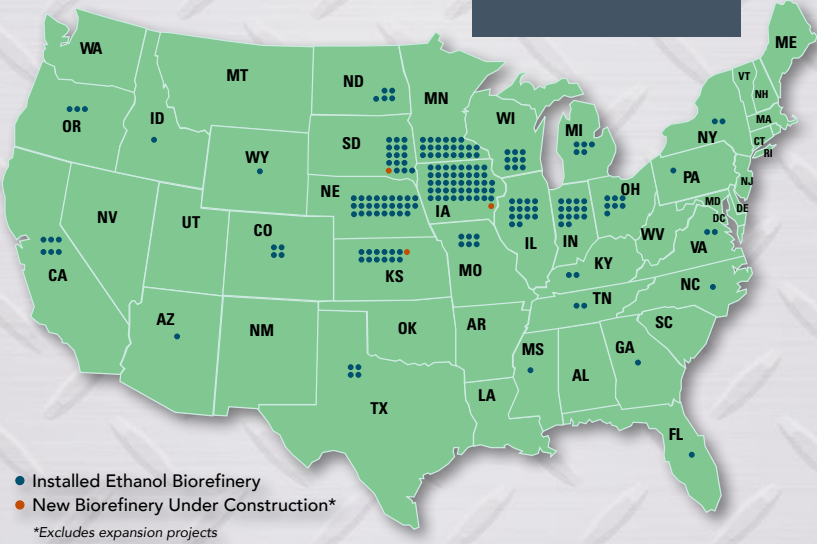 WA
MT
ND
MN
ME
VT
NH
OR
ID
SD
WI
MI
NY
MA
CT
RI
WY
NE
IA
PA
NJ
NV
UT
CO
IL
IN
OH
MD
DE
DC
CA
KS
MO
KY
WV
VA
AZ
NM
OK
AR
TN
NC
SC
TX
LA
MS
AL
GA
FL
Installed Ethanol Biorefinery
New Biorefinery Under Construction*
*Excludes expansion projects